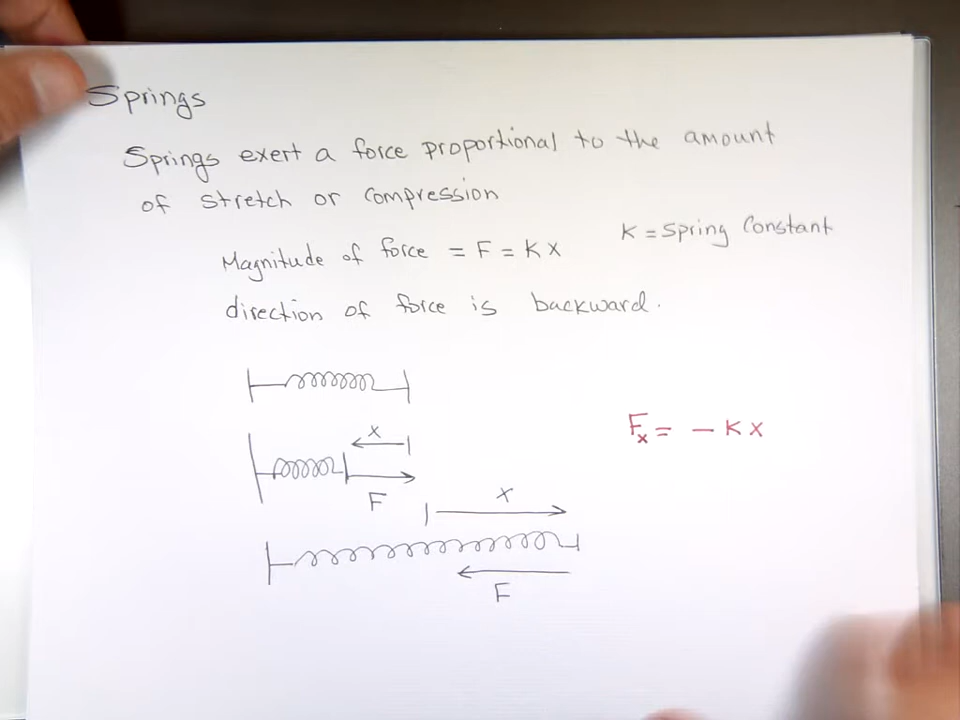 Springs
Springs exert a force proportional to the amount
of stretch or compression
Magnitude of force = F = K x
K = Spring Constant
direction of force is backward.
x
F_x = - K x
F
x
F